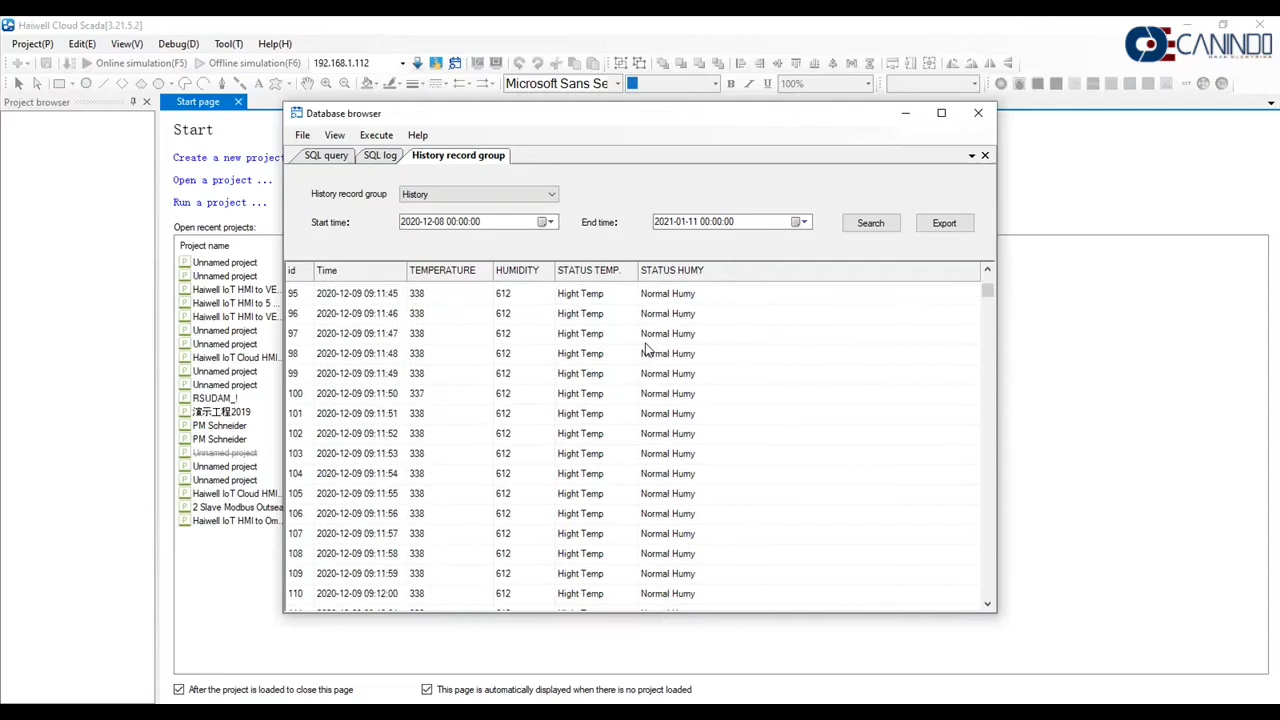 Haiwell Cloud Scada[3.21.5.2]
CANINDO
Project(P) Edit(E) View(V) Debug(D) Tool(T) Help(H)
Online simulation(F5) Offline simulation(F6) 192.168.1.112
Microsoft Sans Se B I U 100%
Project browser
Start page
Start
Create a new project
Open a project ...
Run a project ...
Open recent projects:
Project name
Unnamed project
Unnamed project
Haiwell IoT HMI to VE...
Haiwell IoT HMI to 5 ...
Haiwell IoT HMI to VE...
Unnamed project
Unnamed project
Haiwell IoT Cloud HMI...
Unnamed project
Unnamed project
RSUDAM_!
演示工程2019
PM Schneider
PM Schneider
Unnamed project
Unnamed project
Unnamed project
Haiwell IoT Cloud HMI...
2 Slave Modbus Outsea
Haiwell IoT HMI to Om...
Database browser
File View Execute Help
SQL query SQL log History record group
History record group History
Start time: 2020-12-08 00:00:00 End time: 2021-01-11 00:00:00 Search Export
id Time TEMPERATURE HUMIDITY STATUS TEMP. STATUS HUMY
95 2020-12-09 09:11:45 338 612 Hight Temp Normal Humy
96 2020-12-09 09:11:46 338 612 Hight Temp Normal Humy
97 2020-12-09 09:11:47 338 612 Hight Temp Normal Humy
98 2020-12-09 09:11:48 338 612 Hight Temp Normal Humy
99 2020-12-09 09:11:49 338 612 Hight Temp Normal Humy
100 2020-12-09 09:11:50 337 612 Hight Temp Normal Humy
101 2020-12-09 09:11:51 338 612 Hight Temp Normal Humy
102 2020-12-09 09:11:52 338 612 Hight Temp Normal Humy
103 2020-12-09 09:11:53 338 612 Hight Temp Normal Humy
104 2020-12-09 09:11:54 338 612 Hight Temp Normal Humy
105 2020-12-09 09:11:55 338 612 Hight Temp Normal Humy
106 2020-12-09 09:11:56 338 612 Hight Temp Normal Humy
107 2020-12-09 09:11:57 338 612 Hight Temp Normal Humy
108 2020-12-09 09:11:58 338 612 Hight Temp Normal Humy
109 2020-12-09 09:11:59 338 612 Hight Temp Normal Humy
110 2020-12-09 09:12:00 338 612 Hight Temp Normal Humy
After the project is loaded to close this page
This page is automatically displayed when there is no project loaded